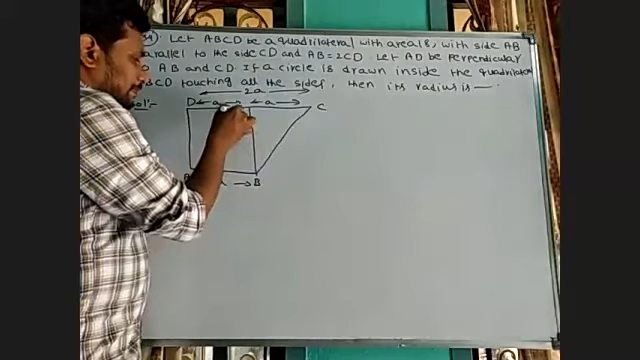 34) Let ABCD be a quadrilateral with area 18, with side AB
parallel to the side CD and AB = 2CD. Let AD be perpendicular
to AB and CD. If a circle is drawn inside the quadrilateral
ABCD touching all the sides, then its radius is —
Sol:-
2a
D a a C
A B